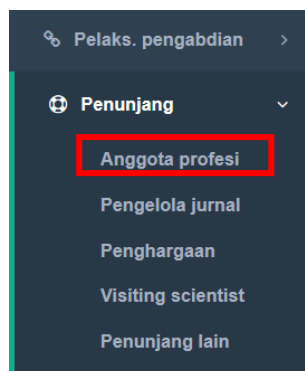 Pelaks. pengabdian
Penunjang
Anggota profesi
Pengelola jurnal
Penghargaan
Visiting scientist
Penunjang lain